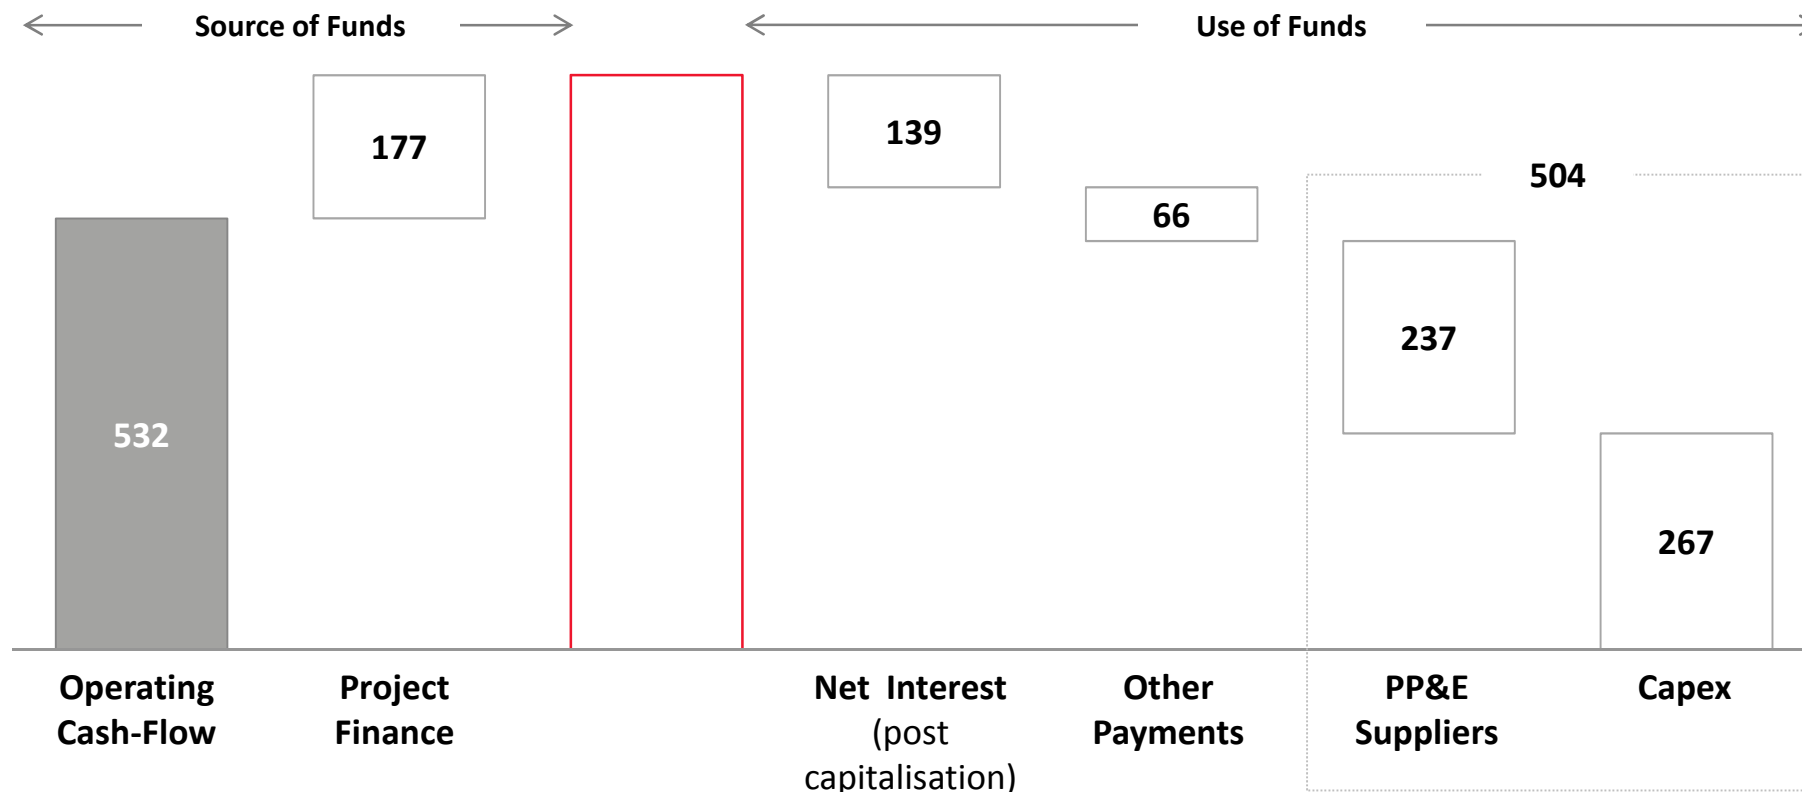 Source of Funds
Use of Funds
177
139
504
66
237
532
267
Operating
Cash-Flow
Project
Finance
Net Interest
(post
capitalisation)
Other
Payments
PP&E
Suppliers
Capex